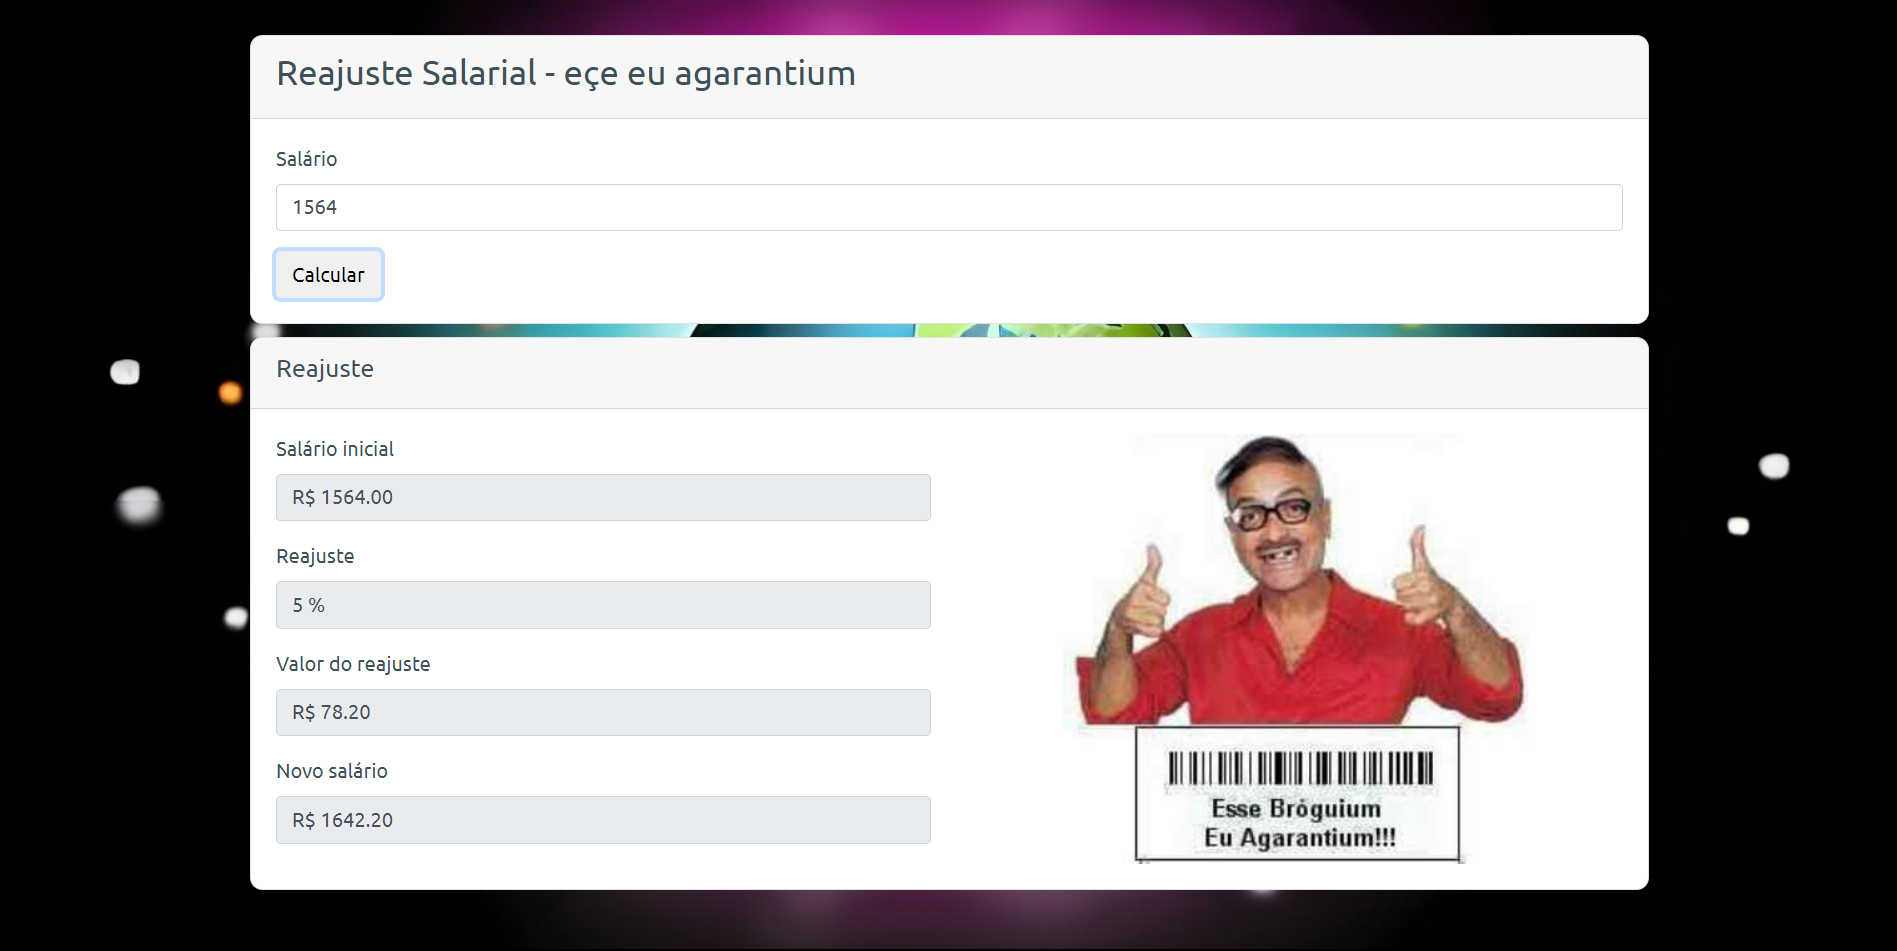 Reajuste Salarial - eçe eu agarantium
Salário
1564
Calcular
Reajuste
Salário inicial
R$ 1564.00
Reajuste
5 %
Valor do reajuste
R$ 78.20
Novo salário
R$ 1642.20
Esse Bróguium
Eu Agarantium!!!